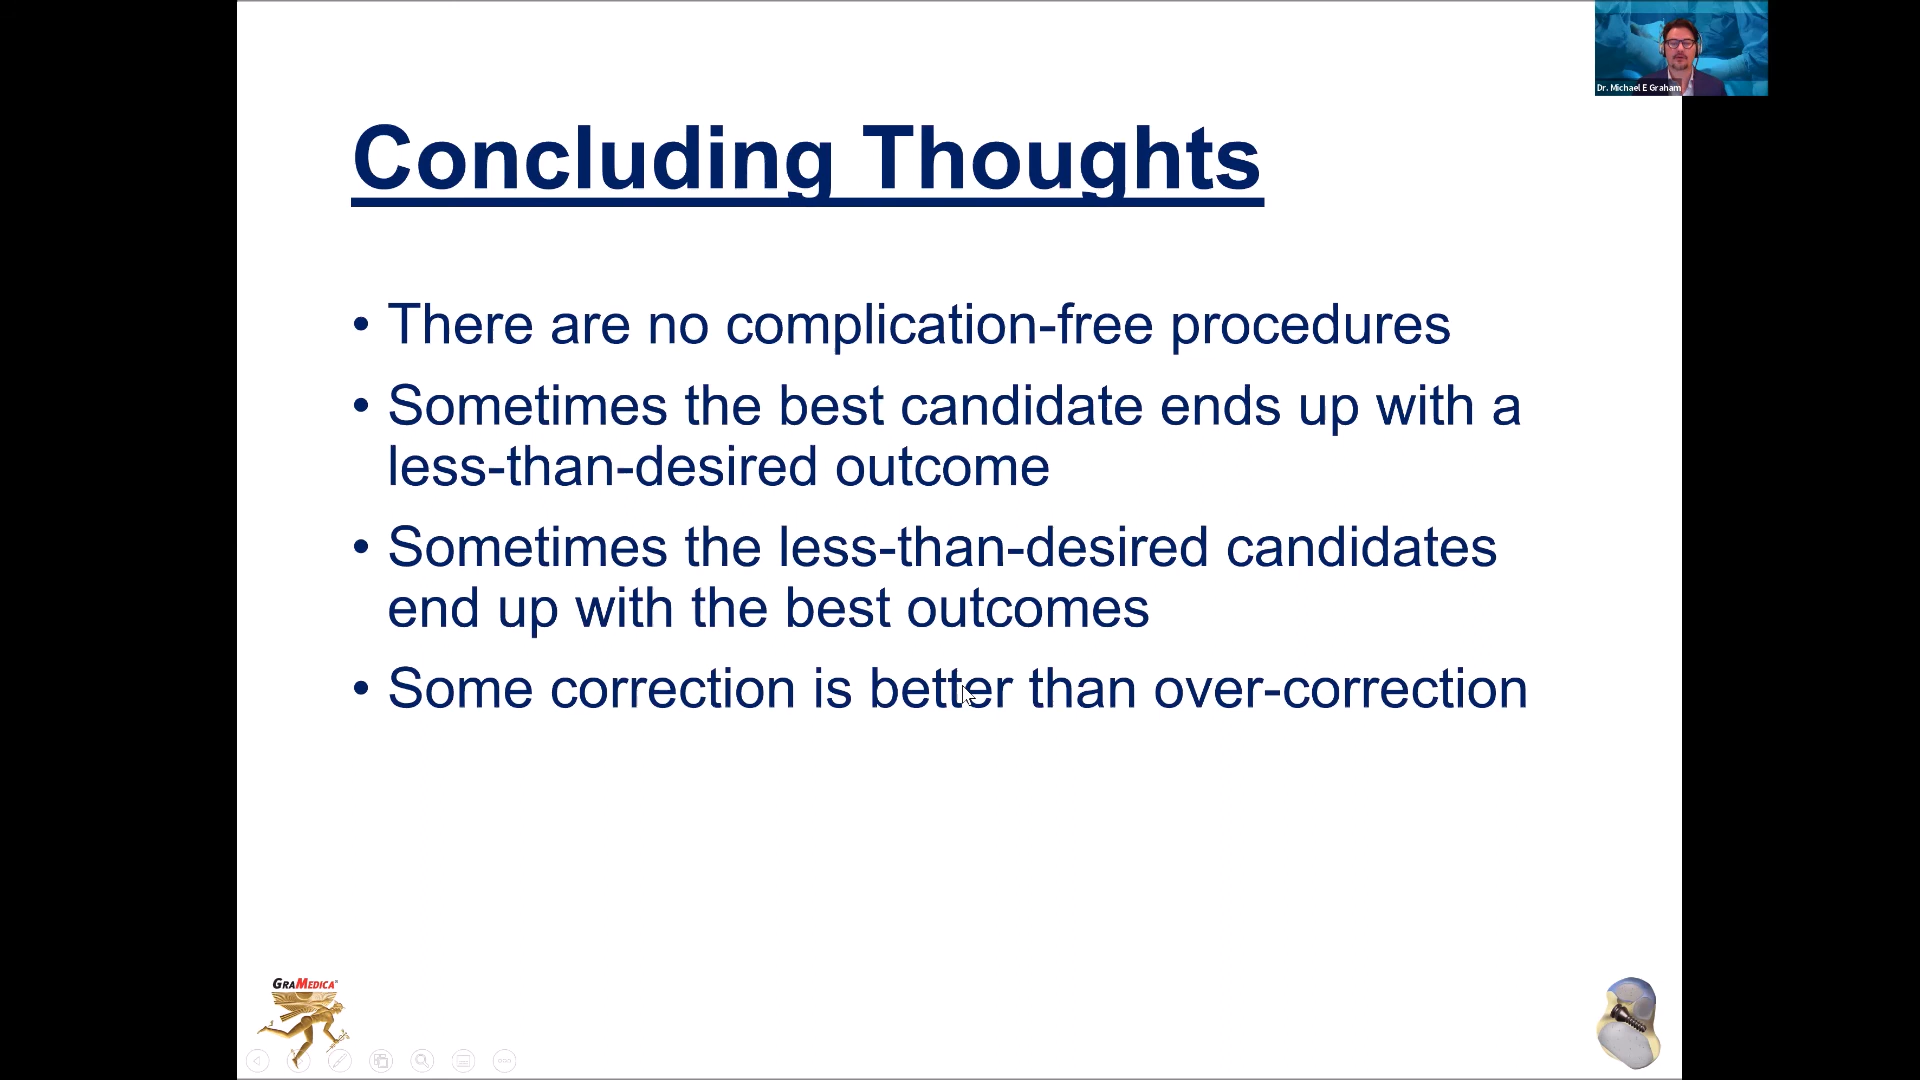 Dr. Michael E Graham
Concluding Thoughts
• There are no complication-free procedures
• Sometimes the best candidate ends up with a
less-than-desired outcome
• Sometimes the less-than-desired candidates
end up with the best outcomes
• Some correction is better than over-correction
GRAMEDICA®